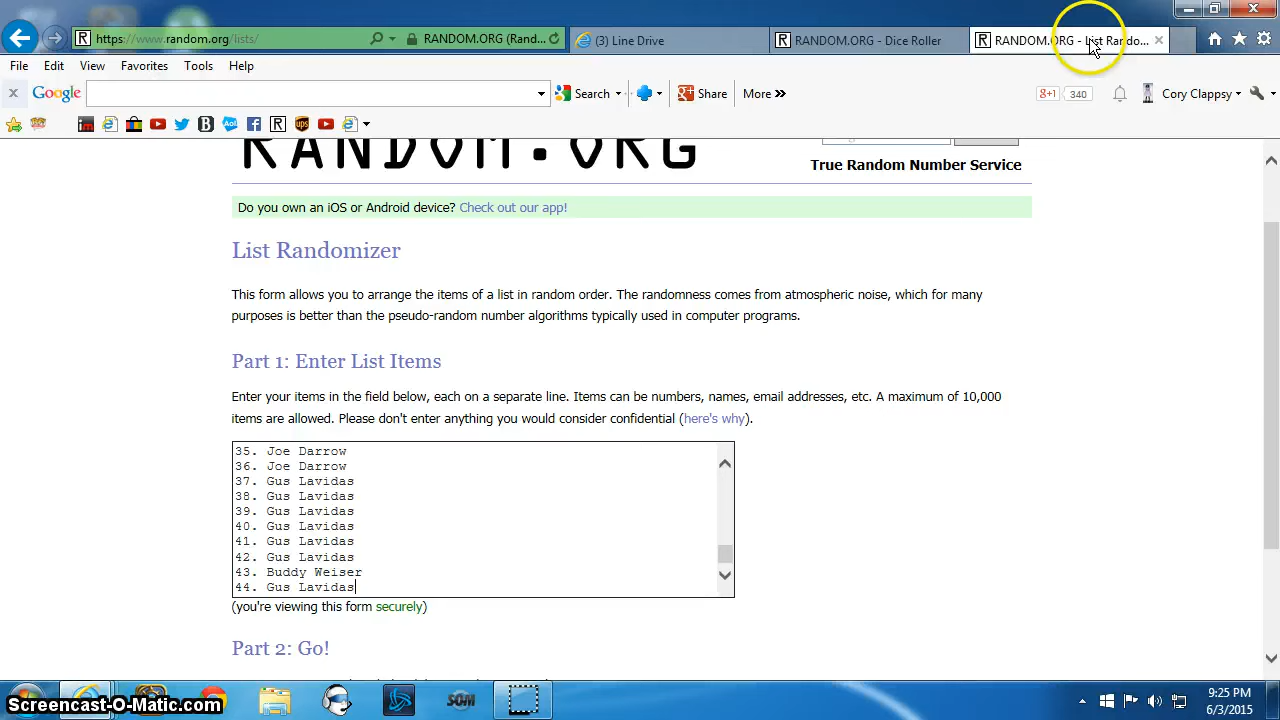 https://www.random.org/lists/
RANDOM.ORG (Rand...
(3) Line Drive
RANDOM.ORG - Dice Roller
RANDOM.ORG - List Rando...
File Edit View Favorites Tools Help
Google
Search
Share
More »
g+1
340
Cory Clappsy
RANDOM.ORG
True Random Number Service
Do you own an iOS or Android device? Check out our app!
List Randomizer
This form allows you to arrange the items of a list in random order. The randomness comes from atmospheric noise, which for many
purposes is better than the pseudo-random number algorithms typically used in computer programs.
Part 1: Enter List Items
Enter your items in the field below, each on a separate line. Items can be numbers, names, email addresses, etc. A maximum of 10,000
items are allowed. Please don't enter anything you would consider confidential (here's why).
35. Joe Darrow
36. Joe Darrow
37. Gus Lavidas
38. Gus Lavidas
39. Gus Lavidas
40. Gus Lavidas
41. Gus Lavidas
42. Gus Lavidas
43. Buddy Weiser
44. Gus Lavidas
(you're viewing this form securely)
Part 2: Go!
Screencast-O-Matic.com
SOM
9:25 PM
6/3/2015